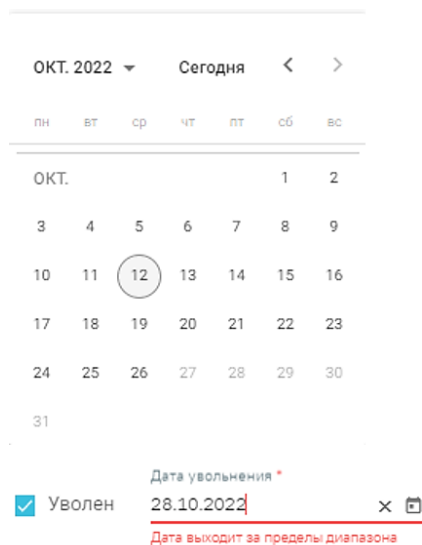 ОКТ. 2022 Сегодня
пн вт ср чт пт сб вс
ОКТ. 1 2
3 4 5 6 7 8 9
10 11 12 13 14 15 16
17 18 19 20 21 22 23
24 25 26 27 28 29 30
31
Дата увольнения *
Уволен 28.10.2022
Дата выходит за пределы диапазона